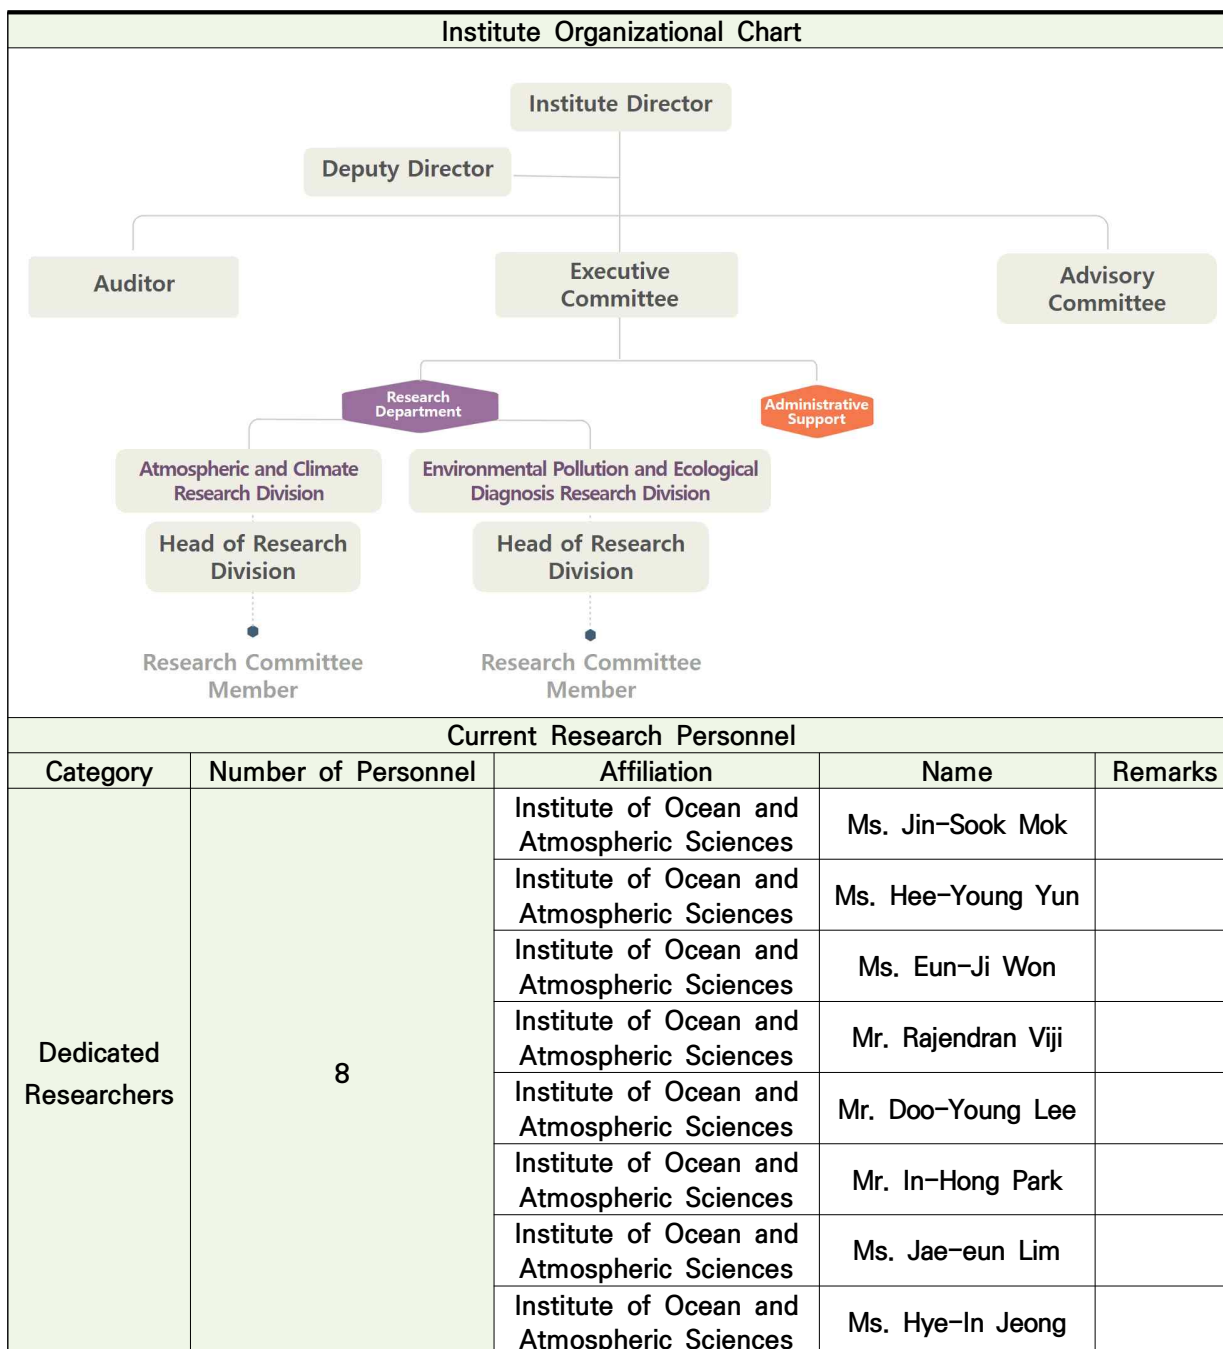 Institute Organizational Chart
Institute Director
Deputy Director
Auditor
Executive
Committee
Advisory
Committee
Research
Department
Administrative
Support
Atmospheric and Climate
Research Division
Environmental Pollution and Ecological
Diagnosis Research Division
Head of Research
Division
Head of Research
Division
Research Committee
Member
Research Committee
Member
Current Research Personnel
Category Number of Personnel Affiliation Name Remarks
Dedicated
Researchers
8
Institute of Ocean and
Atmospheric Sciences
Ms. Jin-Sook Mok
Institute of Ocean and
Atmospheric Sciences
Ms. Hee-Young Yun
Institute of Ocean and
Atmospheric Sciences
Ms. Eun-Ji Won
Institute of Ocean and
Atmospheric Sciences
Mr. Rajendran Viji
Institute of Ocean and
Atmospheric Sciences
Mr. Doo-Young Lee
Institute of Ocean and
Atmospheric Sciences
Mr. In-Hong Park
Institute of Ocean and
Atmospheric Sciences
Ms. Jae-eun Lim
Institute of Ocean and
Atmospheric Sciences
Ms. Hye-In Jeong